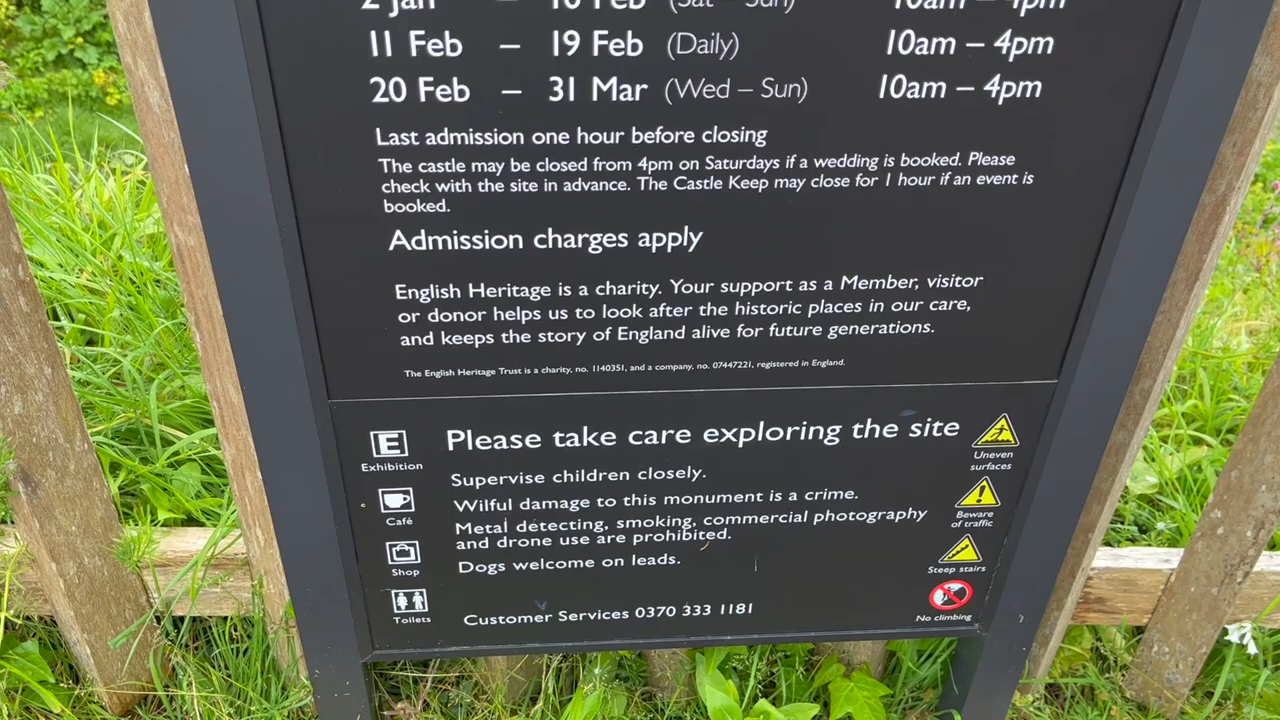 2 Jan – 10 Feb (Sat – Sun) 10am – 4pm
11 Feb – 19 Feb (Daily) 10am – 4pm
20 Feb – 31 Mar (Wed – Sun) 10am – 4pm
Last admission one hour before closing
The castle may be closed from 4pm on Saturdays if a wedding is booked. Please
check with the site in advance. The Castle Keep may close for 1 hour if an event is
booked.
Admission charges apply
English Heritage is a charity. Your support as a Member, visitor
or donor helps us to look after the historic places in our care,
and keeps the story of England alive for future generations.
The English Heritage Trust is a charity, no. 1140351, and a company, no. 07447221, registered in England.
E
Exhibition
Café
Shop
Toilets
Please take care exploring the site
Supervise children closely.
Wilful damage to this monument is a crime.
Metal detecting, smoking, commercial photography
and drone use are prohibited.
Dogs welcome on leads.
Customer Services 0370 333 1181
Uneven
surfaces
Beware
of traffic
Steep stairs
No climbing